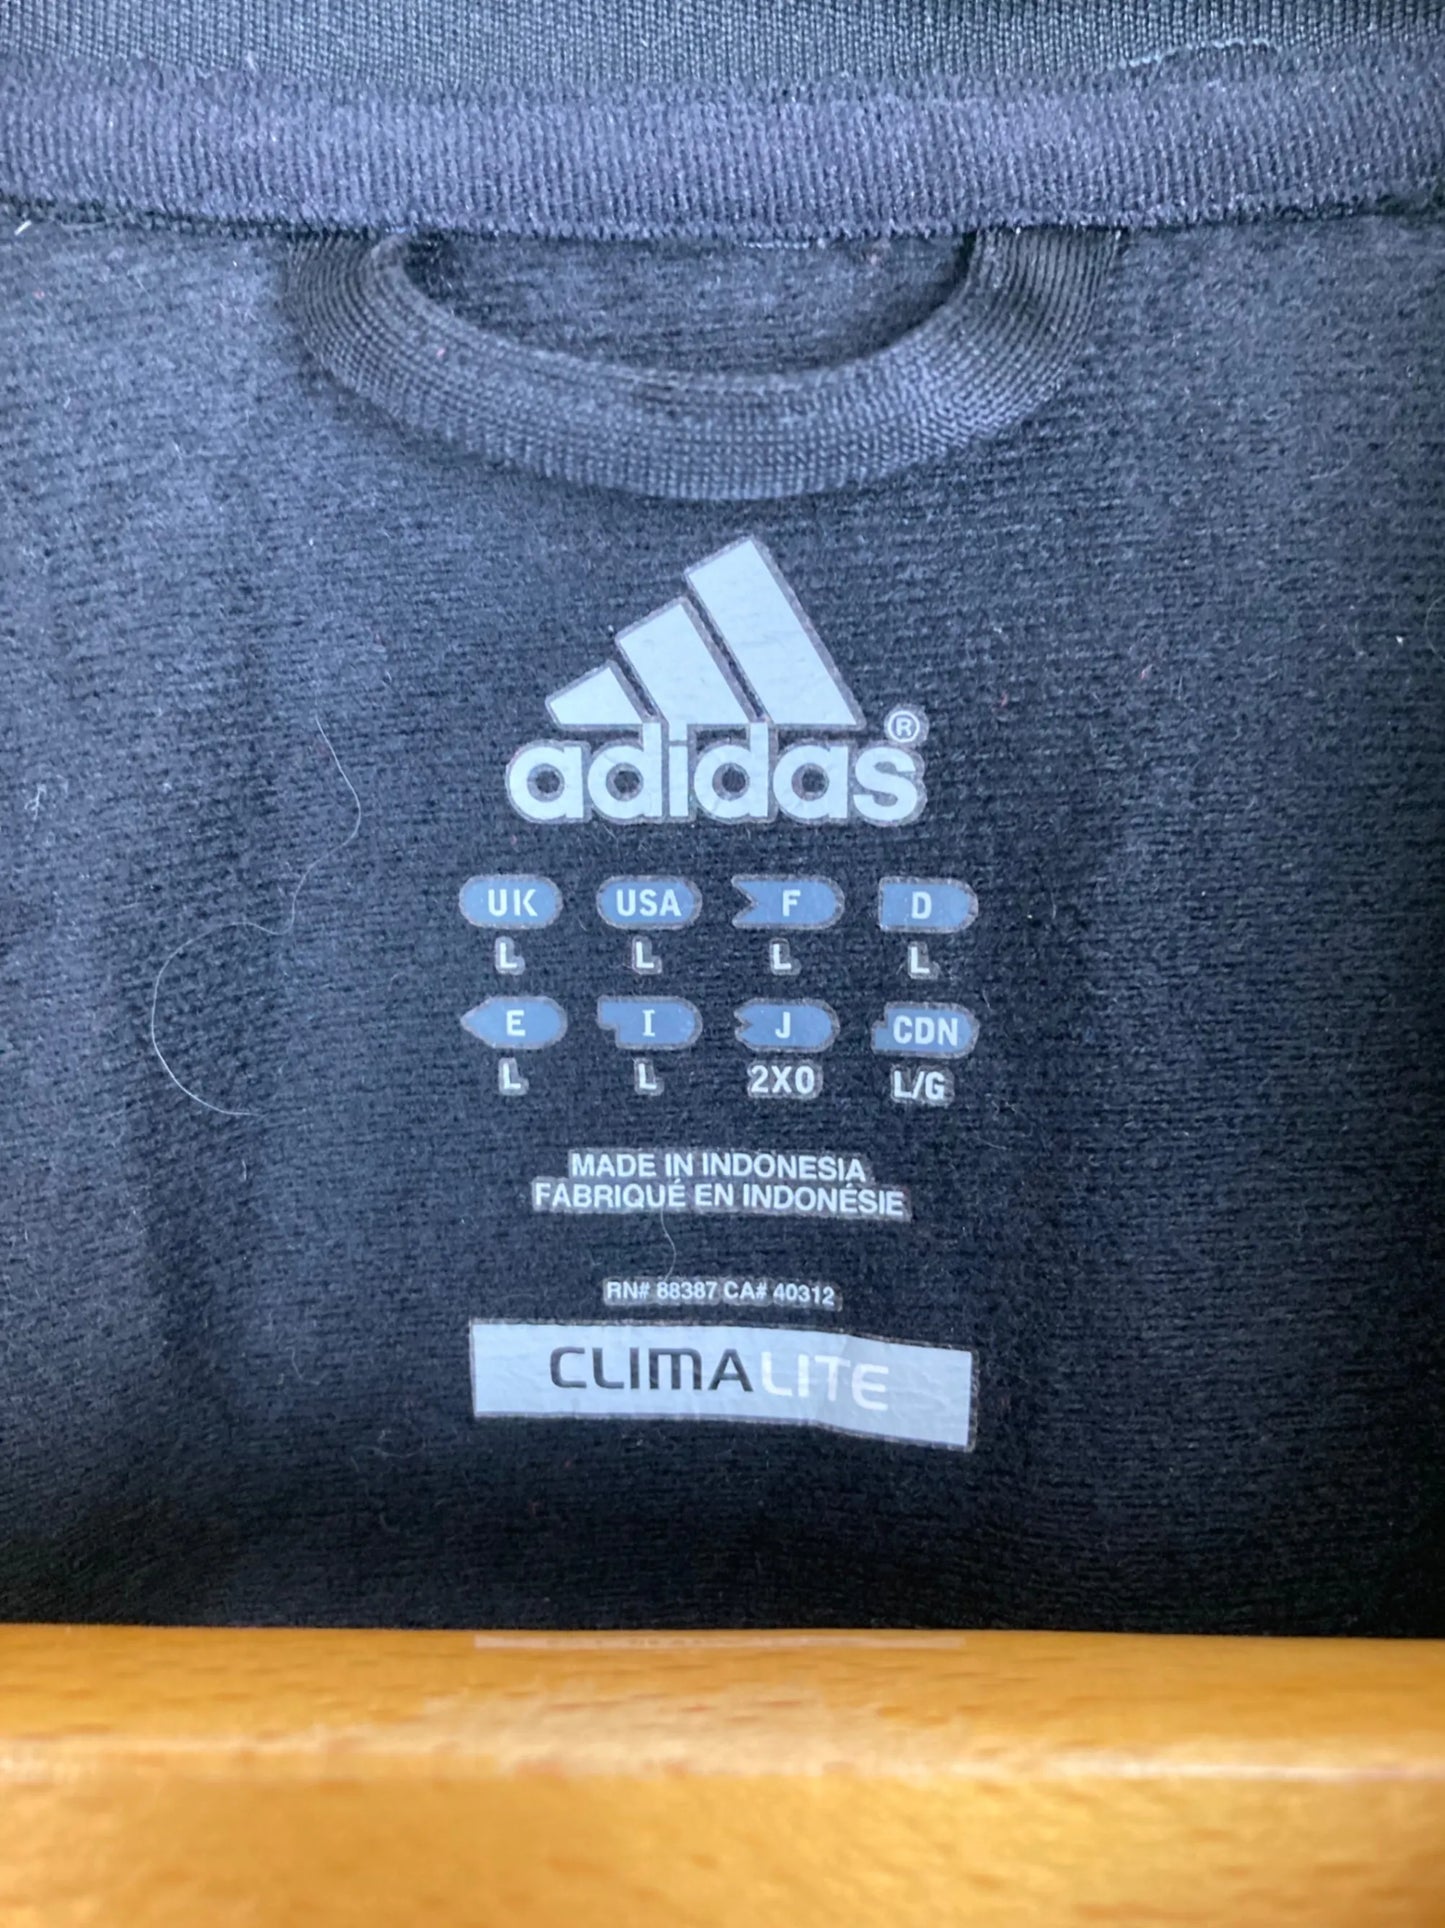 adidas®
UK USA F D
L L L L
E I J CDN
L L 2XO L/G
MADE IN INDONESIA
FABRIQUÉ EN INDONÉSIE
RN# 88387 CA# 40312
CLIMALITE